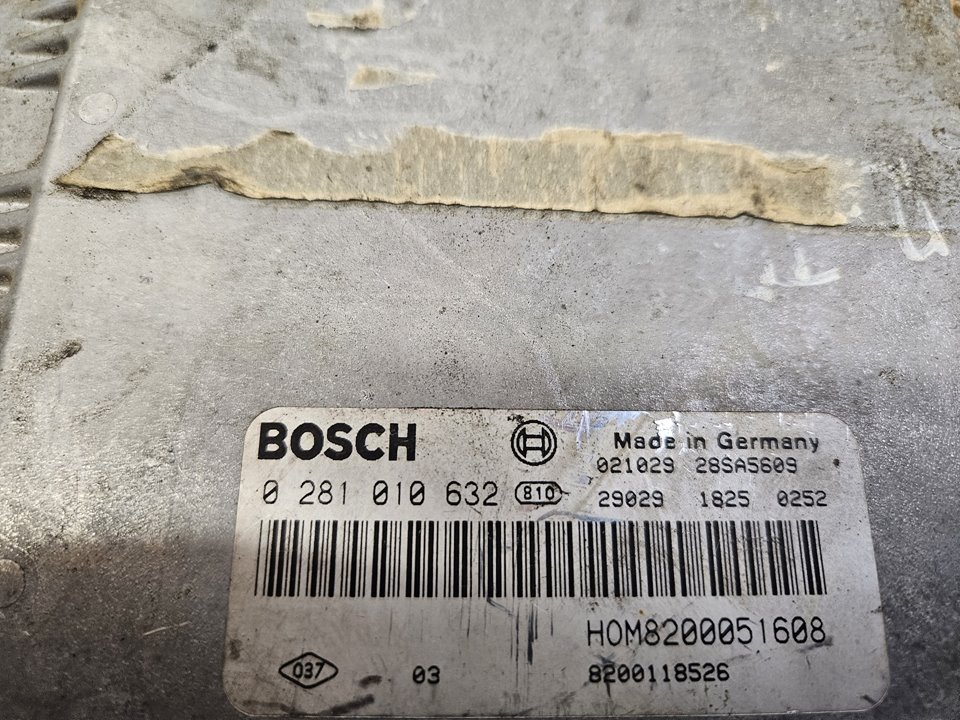 BOSCH
Made in Germany
021029 28SA5609
0 281 010 632 810
29029 1825 0252
HOM8200051608
037 03 8200118526